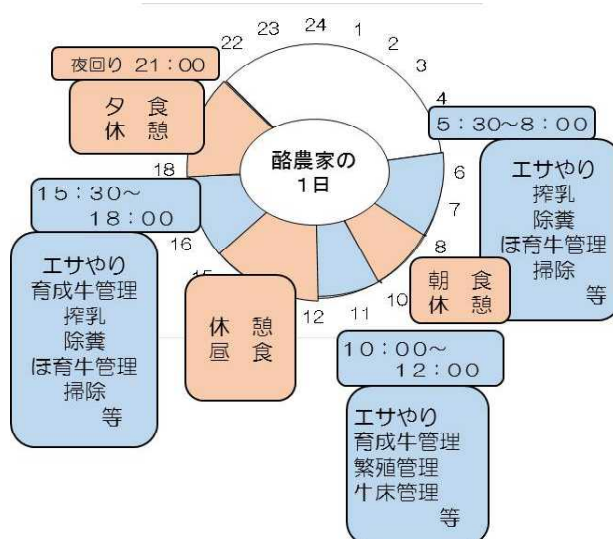 24
1
2
3
4
6
7
8
10
11
12
16
18
22
23
酪農家の
1日
夜回り 21：00
夕 食
休 憩
5：30～8：00
エサやり
搾乳
除糞
ほ育牛管理
掃除
等
朝 食
休 憩
10：00～
12：00
エサやり
育成牛管理
繁殖管理
牛床管理
等
休 憩
昼 食
15：30～
18：00
エサやり
育成牛管理
搾乳
除糞
ほ育牛管理
掃除
等